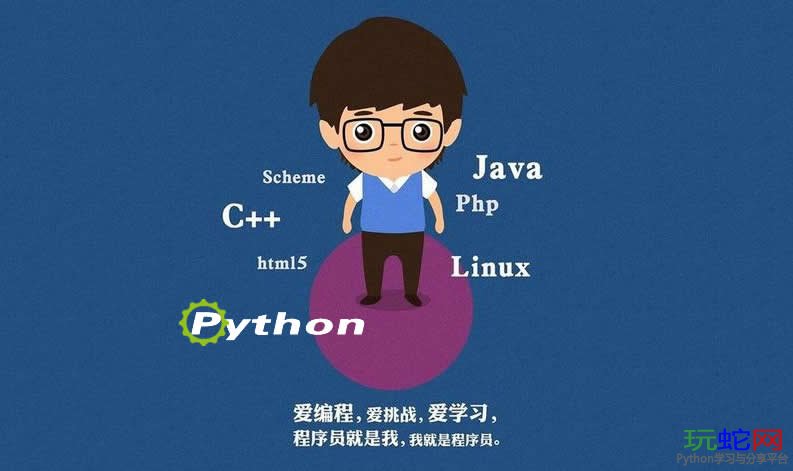 Scheme
Java
C++
Php
html5
Linux
Python
爱编程，爱挑战，爱学习，
程序员就是我，我就是程序员。
玩蛇网
Python学习与分享平台